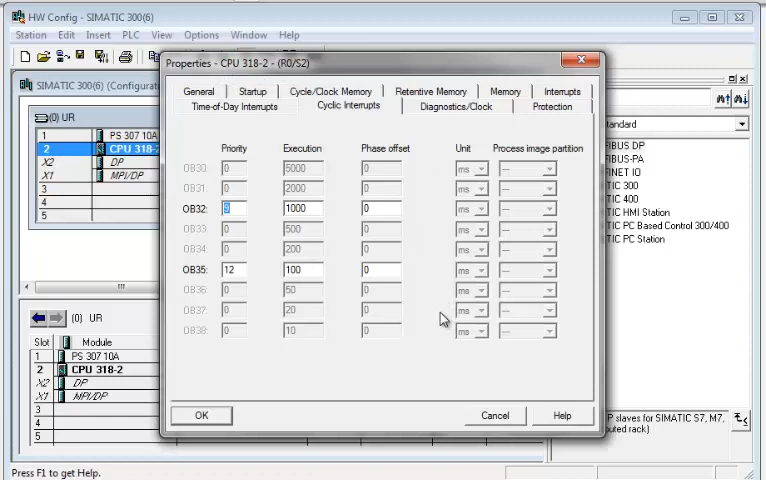 HW Config - SIMATIC 300(6)
Station Edit Insert PLC View Options Window Help
SIMATIC 300(6) (Configurat
(0) UR
1 PS 307 10A
2 CPU 318-2
X2 DP
X1 MPI/DP
3
4
5
Properties - CPU 318-2 - (R0/S2)
General Startup Cycle/Clock Memory Retentive Memory Memory Interrupts
Time-of-Day Interrupts Cyclic Interrupts Diagnostics/Clock Protection
Priority Execution Phase offset Unit Process image partition
OB30: 0 5000 0 ms ---
OB31: 0 2000 0 ms ---
OB32: 9 1000 0 ms ---
OB33: 0 500 0 ms ---
OB34: 0 200 0 ms ---
OB35: 12 100 0 ms ---
OB36: 0 50 0 ms ---
OB37: 0 20 0 ms ---
OB38: 0 10 0 ms ---
OK Cancel Help
tandard
FIBUS DP
FIBUS-PA
FINET IO
TIC 300
TIC 400
TIC HMI Station
TIC PC Based Control 300/400
TIC PC Station
(0) UR
Slot Module
1 PS 307 10A
2 CPU 318-2
X2 DP
X1 MPI/DP
3
4
5
P slaves for SIMATIC S7, M7,
buted rack)
Press F1 to get Help.